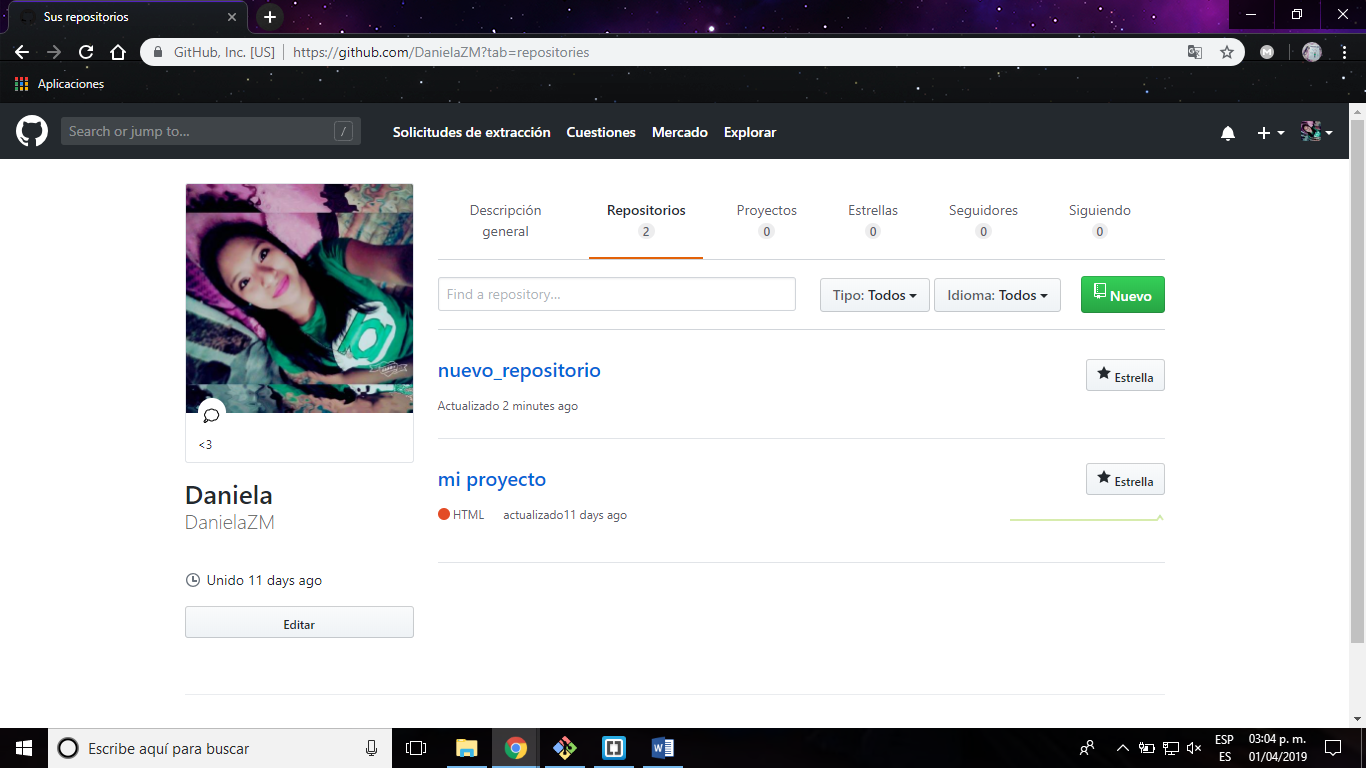 Sus repositorios
GitHub, Inc. [US]
https://github.com/DanielaZM?tab=repositories
Aplicaciones
Search or jump to...
/
Solicitudes de extracción
Cuestiones
Mercado
Explorar
Descripción general
Repositorios
2
Proyectos
0
Estrellas
0
Seguidores
0
Siguiendo
0
Find a repository...
Tipo: Todos
Idioma: Todos
Nuevo
nuevo_repositorio
Estrella
Actualizado 2 minutes ago
mi proyecto
Estrella
HTML
actualizado11 days ago
<3
Daniela
DanielaZM
Unido 11 days ago
Editar
Escribe aquí para buscar
ESP
ES
03:04 p. m.
01/04/2019